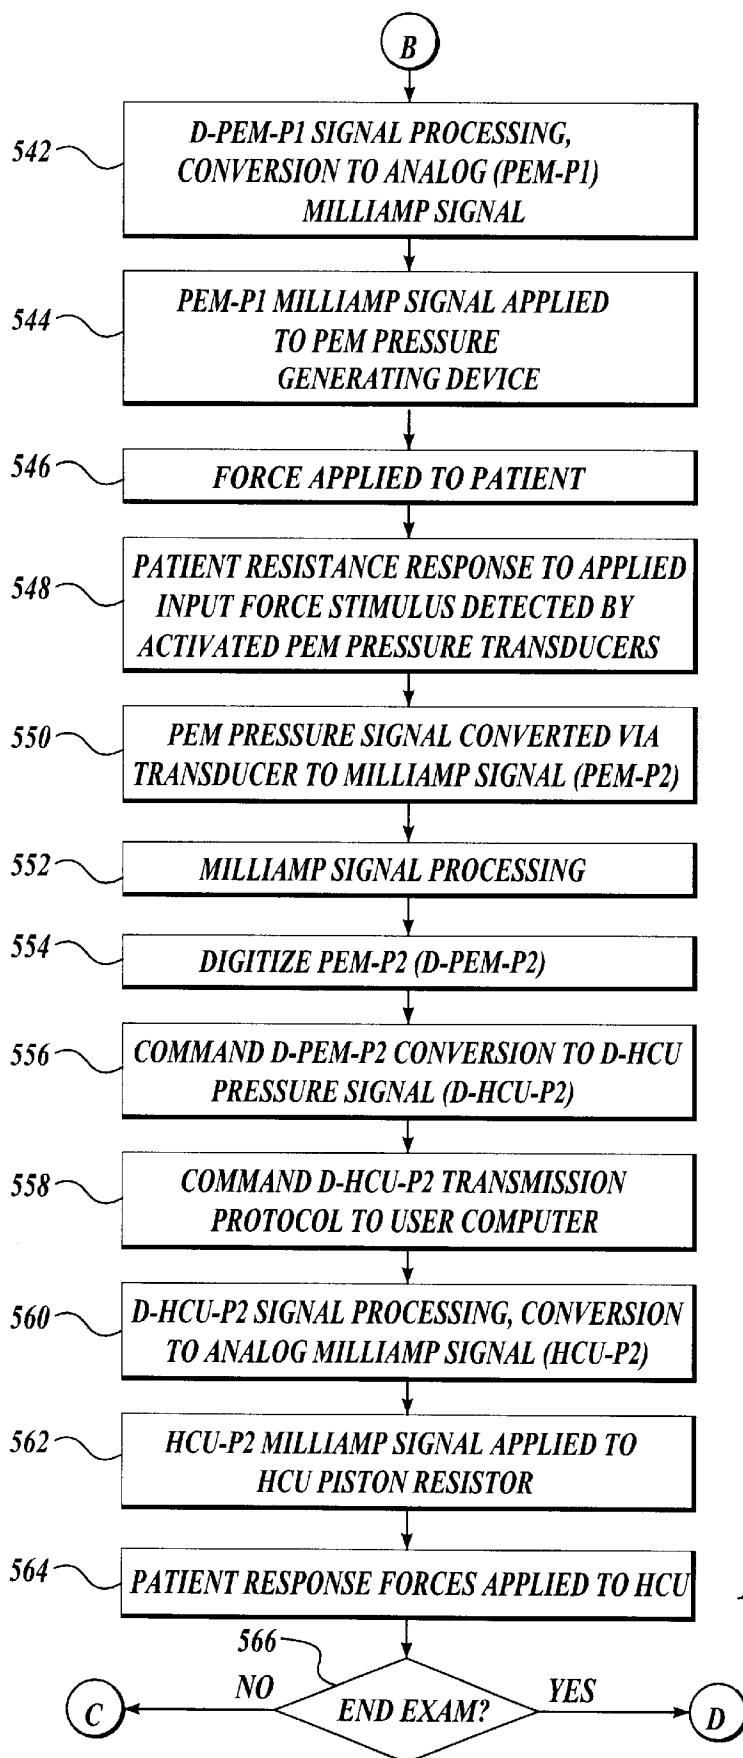 B
542
D-PEM-P1 SIGNAL PROCESSING,
CONVERSION TO ANALOG (PEM-P1)
MILLIAMP SIGNAL
544
PEM-P1 MILLIAMP SIGNAL APPLIED
TO PEM PRESSURE
GENERATING DEVICE
546
FORCE APPLIED TO PATIENT
548
PATIENT RESISTANCE RESPONSE TO APPLIED
INPUT FORCE STIMULUS DETECTED BY
ACTIVATED PEM PRESSURE TRANSDUCERS
550
PEM PRESSURE SIGNAL CONVERTED VIA
TRANSDUCER TO MILLIAMP SIGNAL (PEM-P2)
552
MILLIAMP SIGNAL PROCESSING
554
DIGITIZE PEM-P2 (D-PEM-P2)
556
COMMAND D-PEM-P2 CONVERSION TO D-HCU
PRESSURE SIGNAL (D-HCU-P2)
558
COMMAND D-HCU-P2 TRANSMISSION
PROTOCOL TO USER COMPUTER
560
D-HCU-P2 SIGNAL PROCESSING, CONVERSION
TO ANALOG MILLIAMP SIGNAL (HCU-P2)
562
HCU-P2 MILLIAMP SIGNAL APPLIED TO
HCU PISTON RESISTOR
564
PATIENT RESPONSE FORCES APPLIED TO HCU
566
C
NO
END EXAM?
YES
D